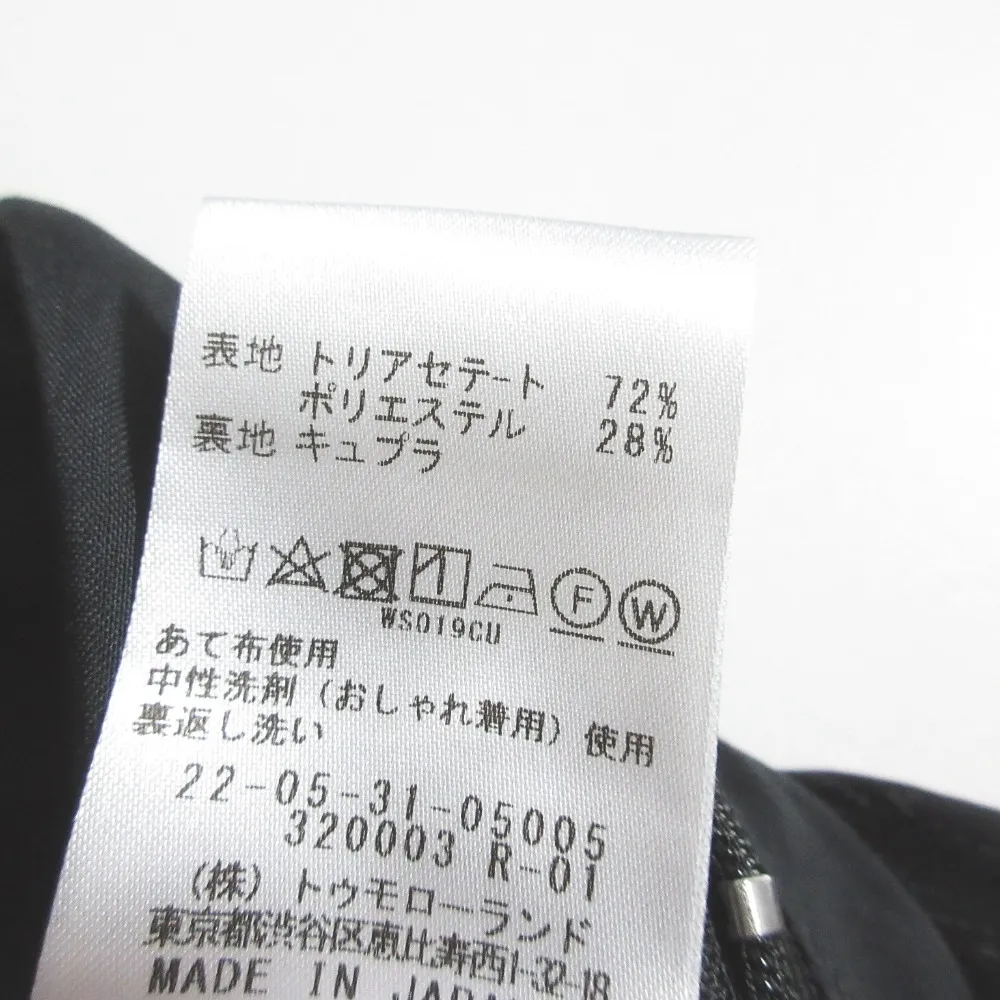 表地 トリアセテート 72%
ポリエステル 28%
裏地 キュプラ
F W
WS019CU
あて布使用
中性洗剤(おしゃれ着用)使用
裏返し洗い
22-05-31-05005
320003 R-01
(株)トゥモローランド
東京都渋谷区恵比寿西1-32-18
MADE IN JAPAN